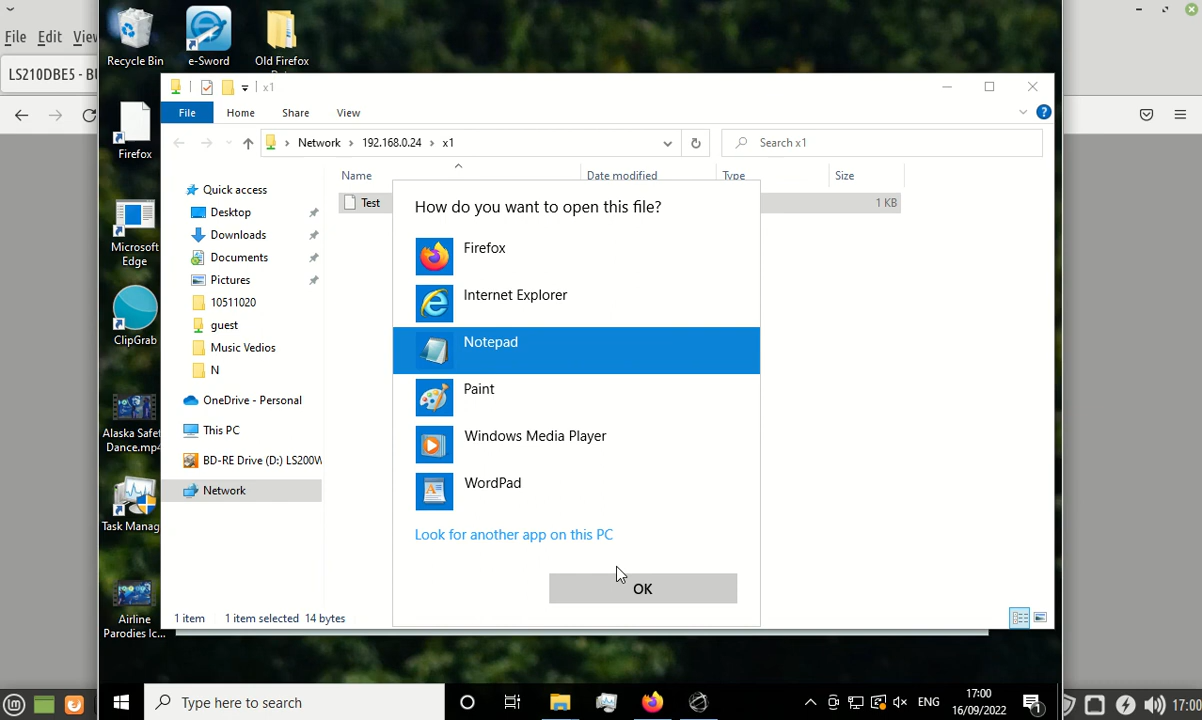 File Edit View
LS210DBE5 - BU
Recycle Bin
e-Sword
Old Firefox
x1
File Home Share View
Network 192.168.0.24 x1
Search x1
Firefox
Name Date modified Type Size
Test 1 KB
Quick access
Desktop
Downloads
Documents
Pictures
10511020
guest
Music Vedios
N
OneDrive - Personal
This PC
BD-RE Drive (D:) LS200W
Network
How do you want to open this file?
Firefox
Internet Explorer
Notepad
Paint
Windows Media Player
WordPad
Look for another app on this PC
OK
Microsoft
Edge
ClipGrab
Alaska Safet
Dance.mp4
Task Manag
Airline
Parodies Ic...
1 item 1 item selected 14 bytes
Type here to search
ENG
17:00
16/09/2022
1
17:00